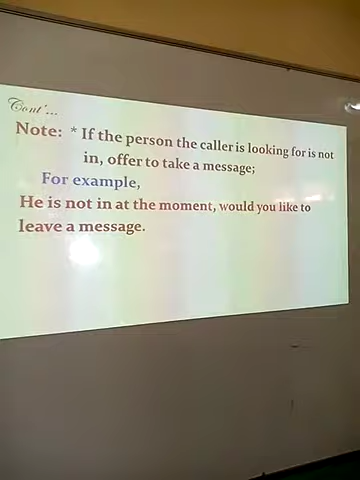 Cont'...
Note: * If the person the caller is looking for is not
in, offer to take a message;
For example,
He is not in at the moment, would you like to
leave a message.